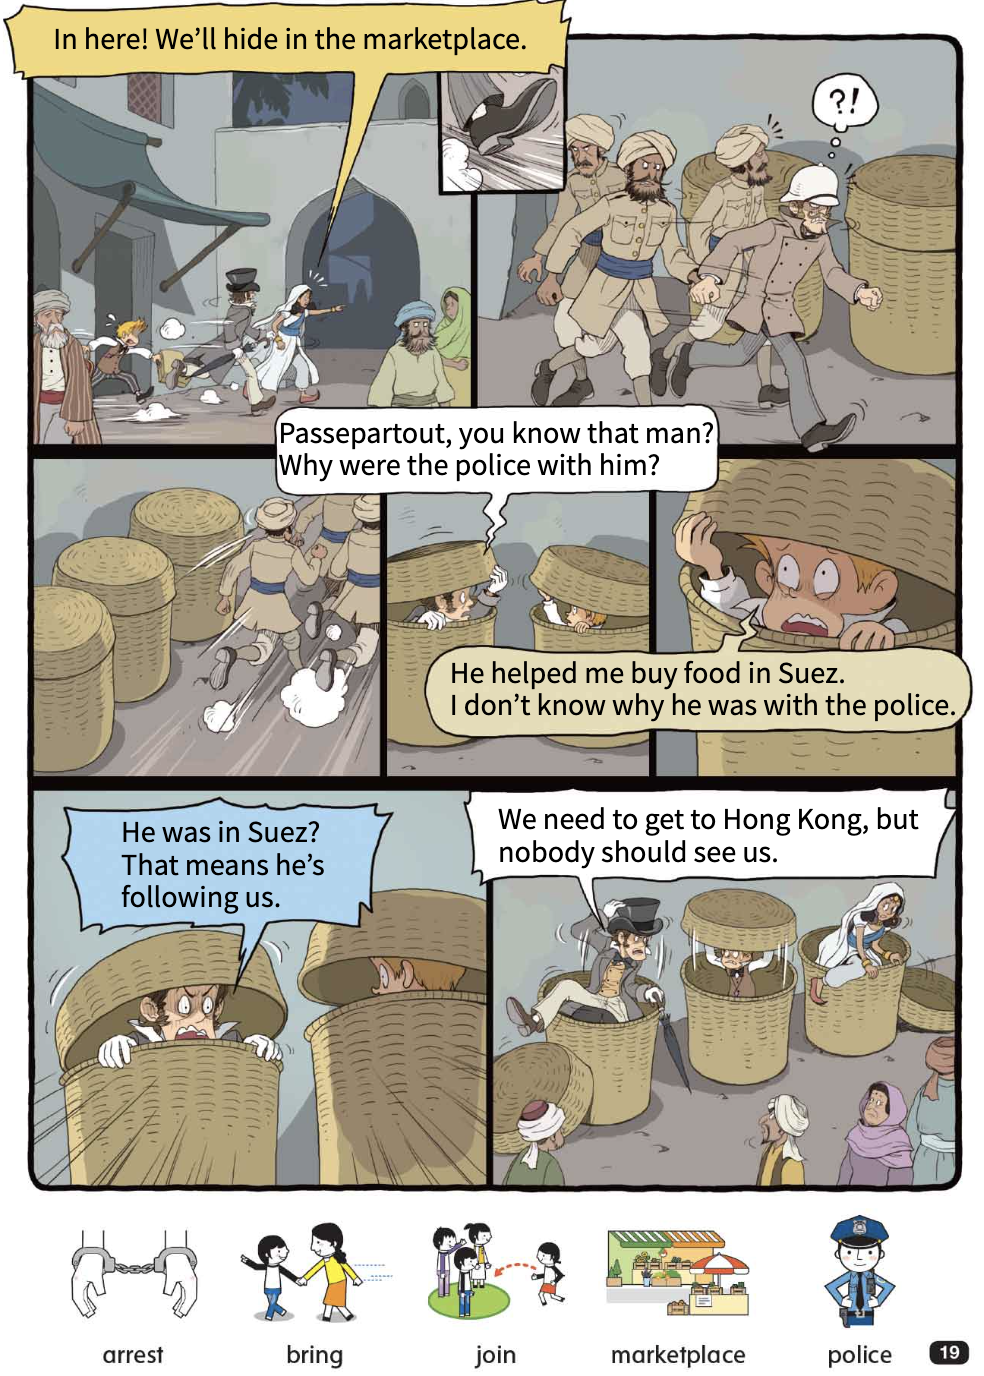 In here! We'll hide in the marketplace.
?!
Passepartout, you know that man?
Why were the police with him?
He helped me buy food in Suez.
I don't know why he was with the police.
He was in Suez?
That means he's
following us.
We need to get to Hong Kong, but
nobody should see us.
arrest
bring
join
marketplace
police
19